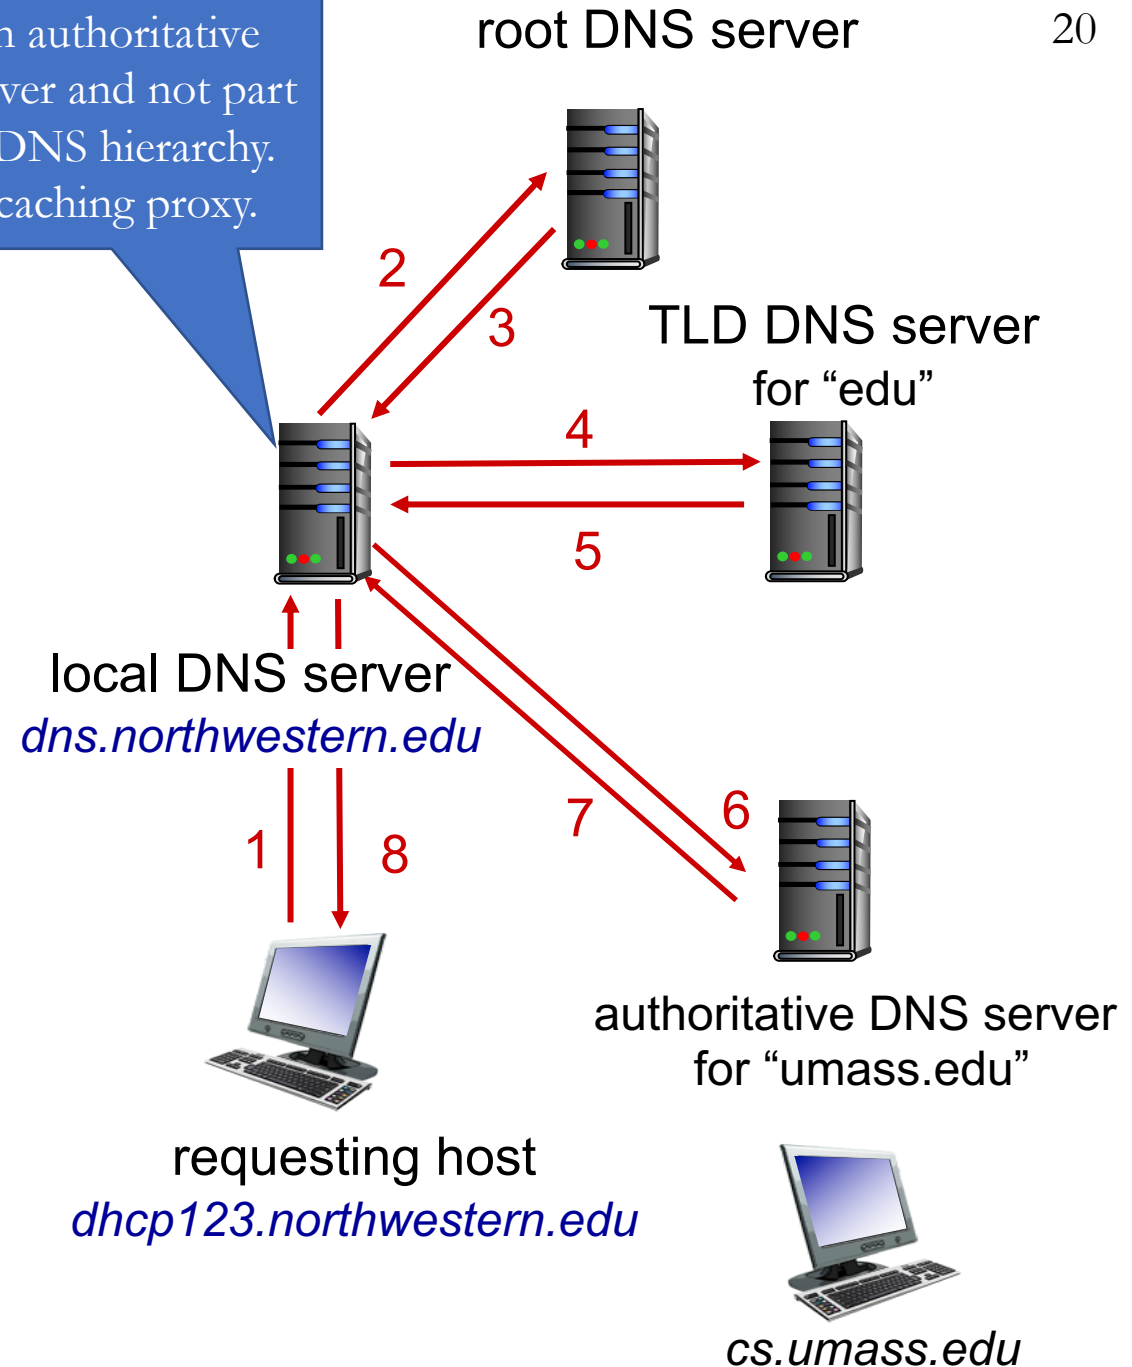 n authoritative
ver and not part
DNS hierarchy.
caching proxy.
root DNS server
20
2
3
TLD DNS server
for “edu”
4
5
local DNS server
dns.northwestern.edu
1
8
7
6
authoritative DNS server
for “umass.edu”
requesting host
dhcp123.northwestern.edu
cs.umass.edu